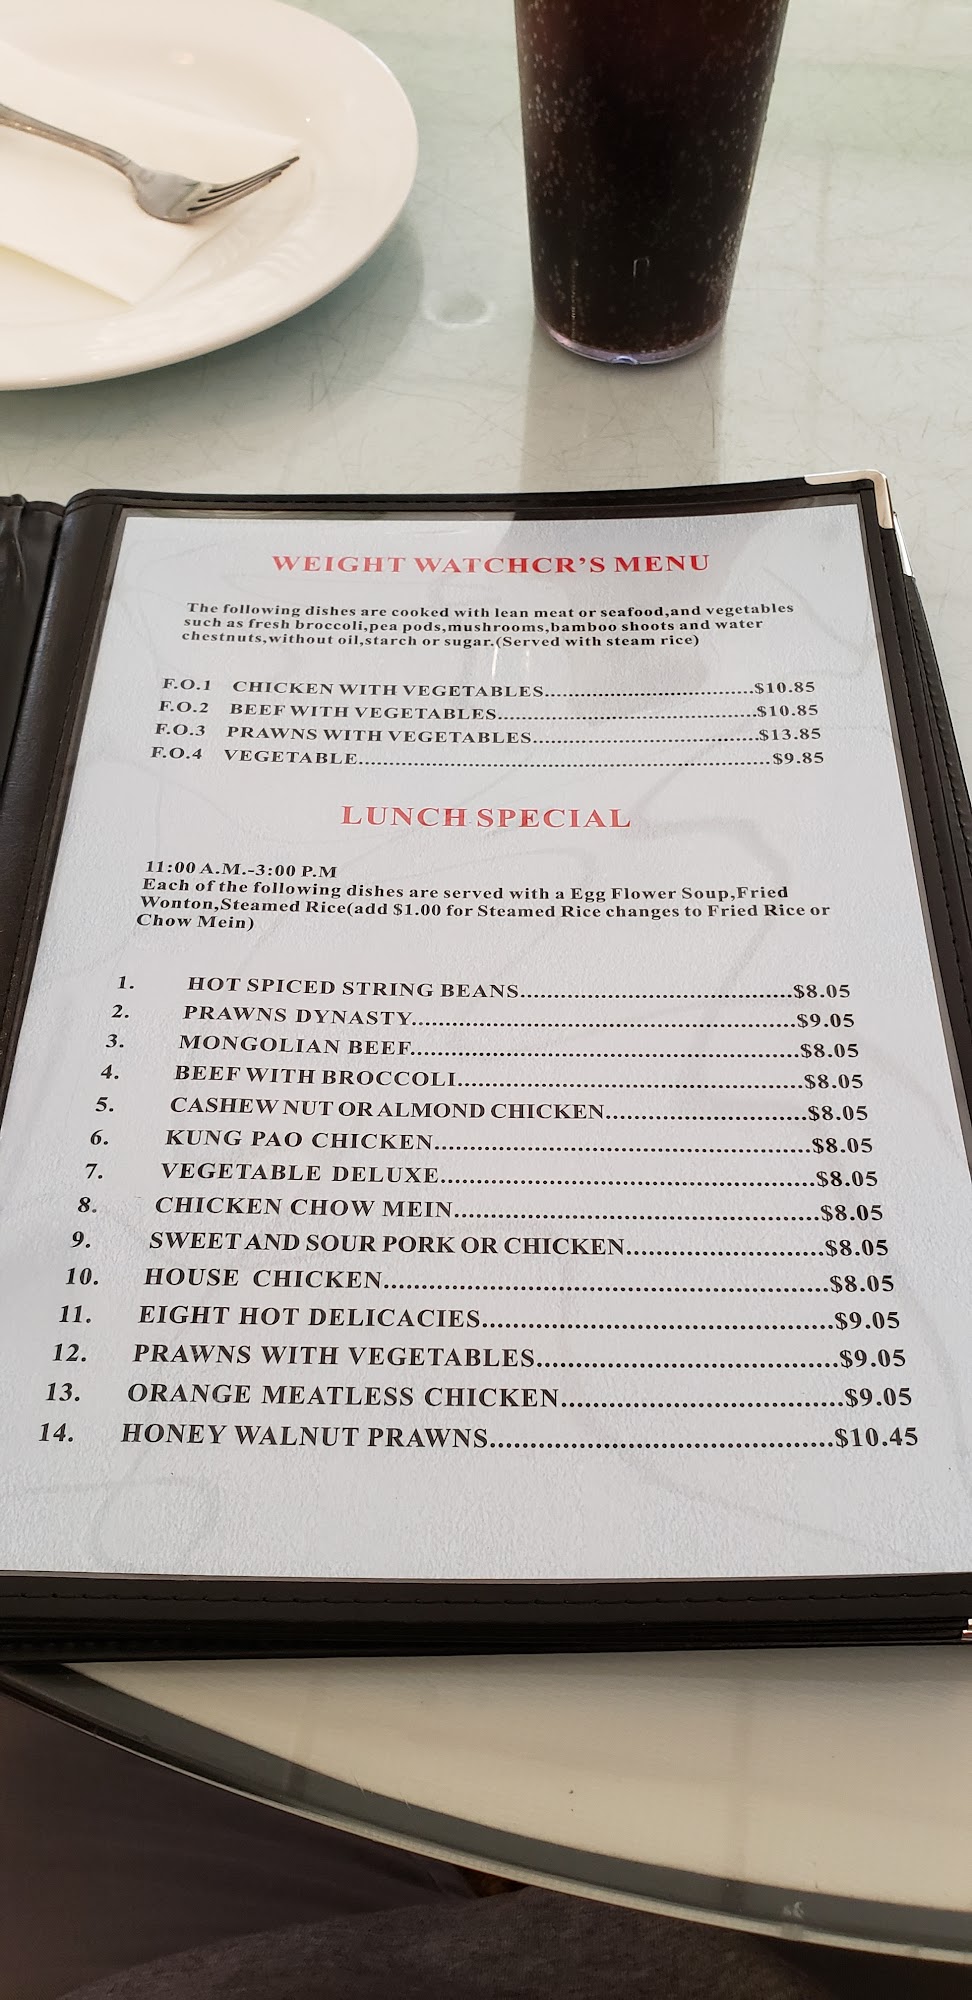 WEIGHT WATCHCR'S MENU
The following dishes are cooked with lean meat or seafood,and vegetables
such as fresh broccoli,pea pods,mushrooms,bamboo shoots and water
chestnuts,without oil,starch or sugar.(Served with steam rice)
F.O.1 CHICKEN WITH VEGETABLES....................................$10.85
F.O.2 BEEF WITH VEGETABLES............................................$10.85
F.O.3 PRAWNS WITH VEGETABLES......................................$13.85
F.O.4 VEGETABLE....................................................................$9.85
LUNCH SPECIAL
11:00 A.M.-3:00 P.M
Each of the following dishes are served with a Egg Flower Soup,Fried
Wonton,Steamed Rice(add $1.00 for Steamed Rice changes to Fried Rice or
Chow Mein)
1. HOT SPICED STRING BEANS.........................................$8.05
2. PRAWNS DYNASTY..........................................................$9.05
3. MONGOLIAN BEEF..........................................................$8.05
4. BEEF WITH BROCCOLI...................................................$8.05
5. CASHEW NUT OR ALMOND CHICKEN..............................$8.05
6. KUNG PAO CHICKEN......................................................$8.05
7. VEGETABLE DELUXE.....................................................$8.05
8. CHICKEN CHOW MEIN...................................................$8.05
9. SWEET AND SOUR PORK OR CHICKEN............................$8.05
10. HOUSE CHICKEN...........................................................$8.05
11. EIGHT HOT DELICACIES...............................................$9.05
12. PRAWNS WITH VEGETABLES........................................$9.05
13. ORANGE MEATLESS CHICKEN......................................$9.05
14. HONEY WALNUT PRAWNS.............................................$10.45